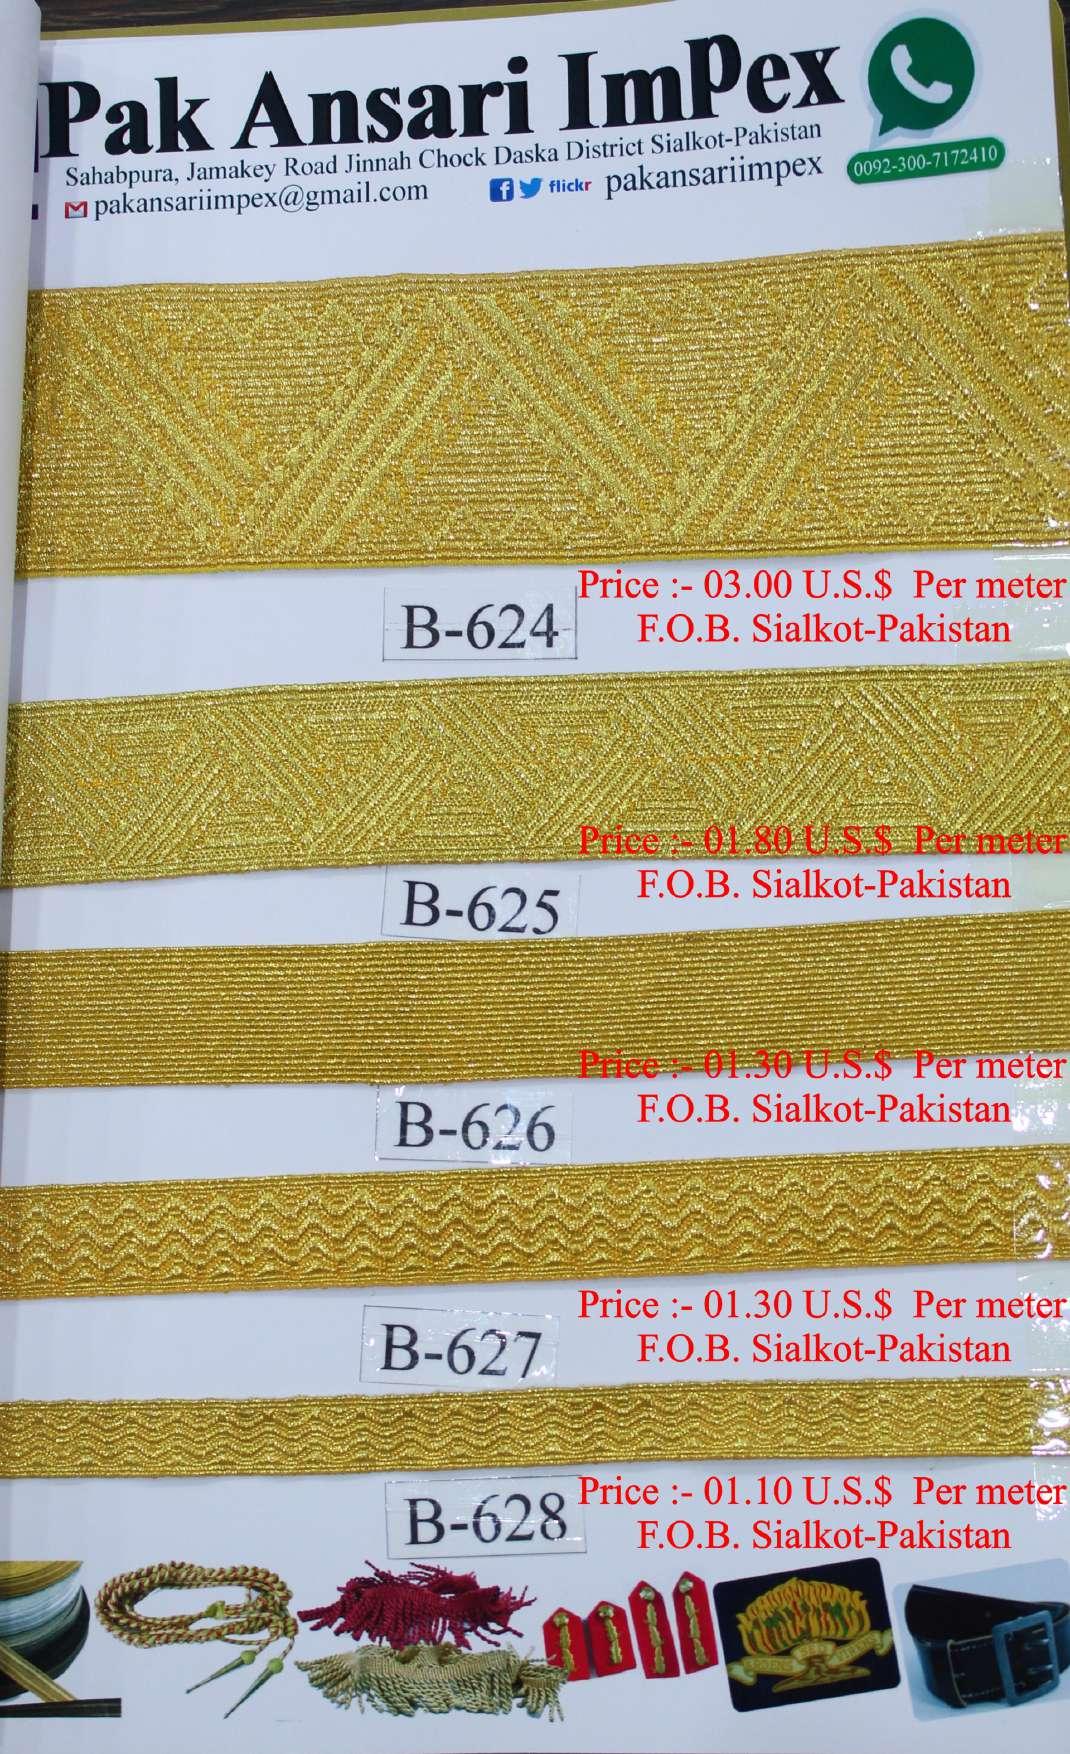 Pak Ansari ImPex
Sahabpura, Jamakey Road Jinnah Chock Daska District Sialkot-Pakistan
pakansariimpex@gmail.com
flickr pakansariimpex
0092-300-7172410
Price :- 03.00 U.S.$ Per meter
F.O.B. Sialkot-Pakistan
B-624
Price :- 01.80 U.S.$ Per meter
F.O.B. Sialkot-Pakistan
B-625
Price :- 01.30 U.S.$ Per meter
F.O.B. Sialkot-Pakistan
B-626
Price :- 01.30 U.S.$ Per meter
F.O.B. Sialkot-Pakistan
B-627
Price :- 01.10 U.S.$ Per meter
F.O.B. Sialkot-Pakistan
B-628